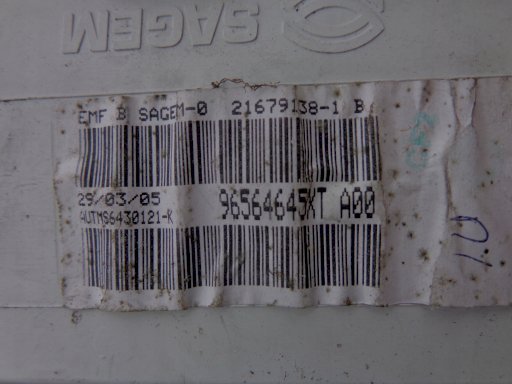 SAGEM
EMF B SAGEM-0 21679138-1 B
29/03/05
AUTMS6430121-K
96564645XT A00